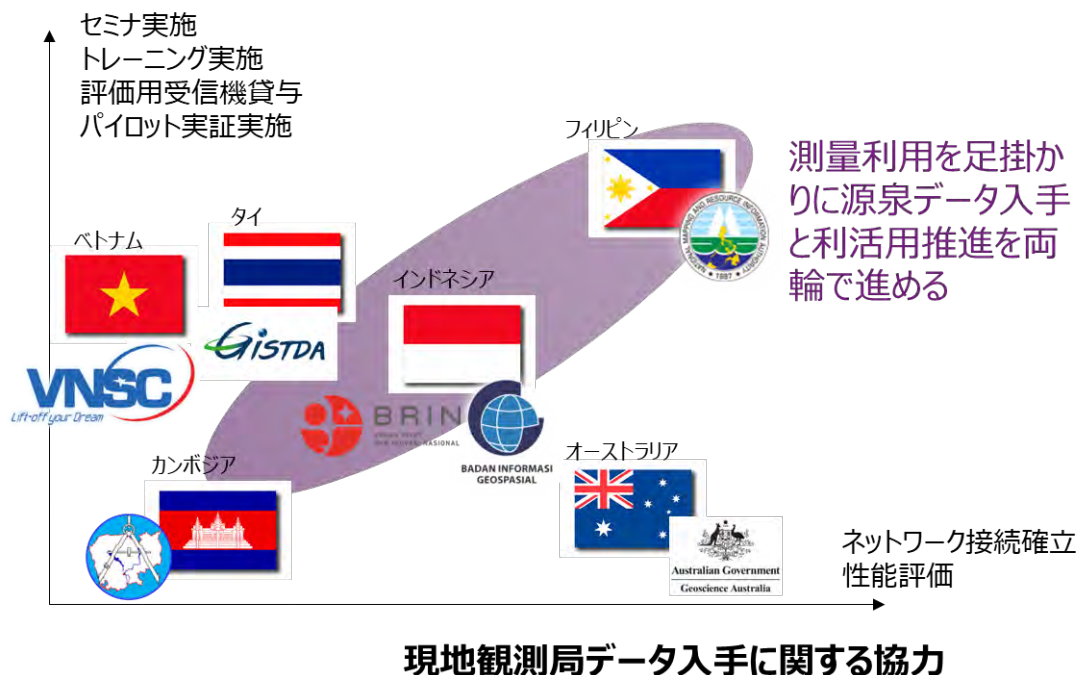 セミナ実施
トレーニング実施
評価用受信機貸与
パイロット実証実施
フィリピン
測量利用を足掛か
りに源泉データ入手
と利活用推進を両
輪で進める
NATIONAL MAPPING AND RESOURCE INFORMATION AUTHORITY
1987
タイ
ベトナム
インドネシア
GISTDA
VNSC
Lift-off your Dream
BRIN
BADAN INFORMASI
GEOSPASIAL
カンボジア
オーストラリア
Australian Government
Geoscience Australia
ネットワーク接続確立
性能評価
現地観測局データ入手に関する協力